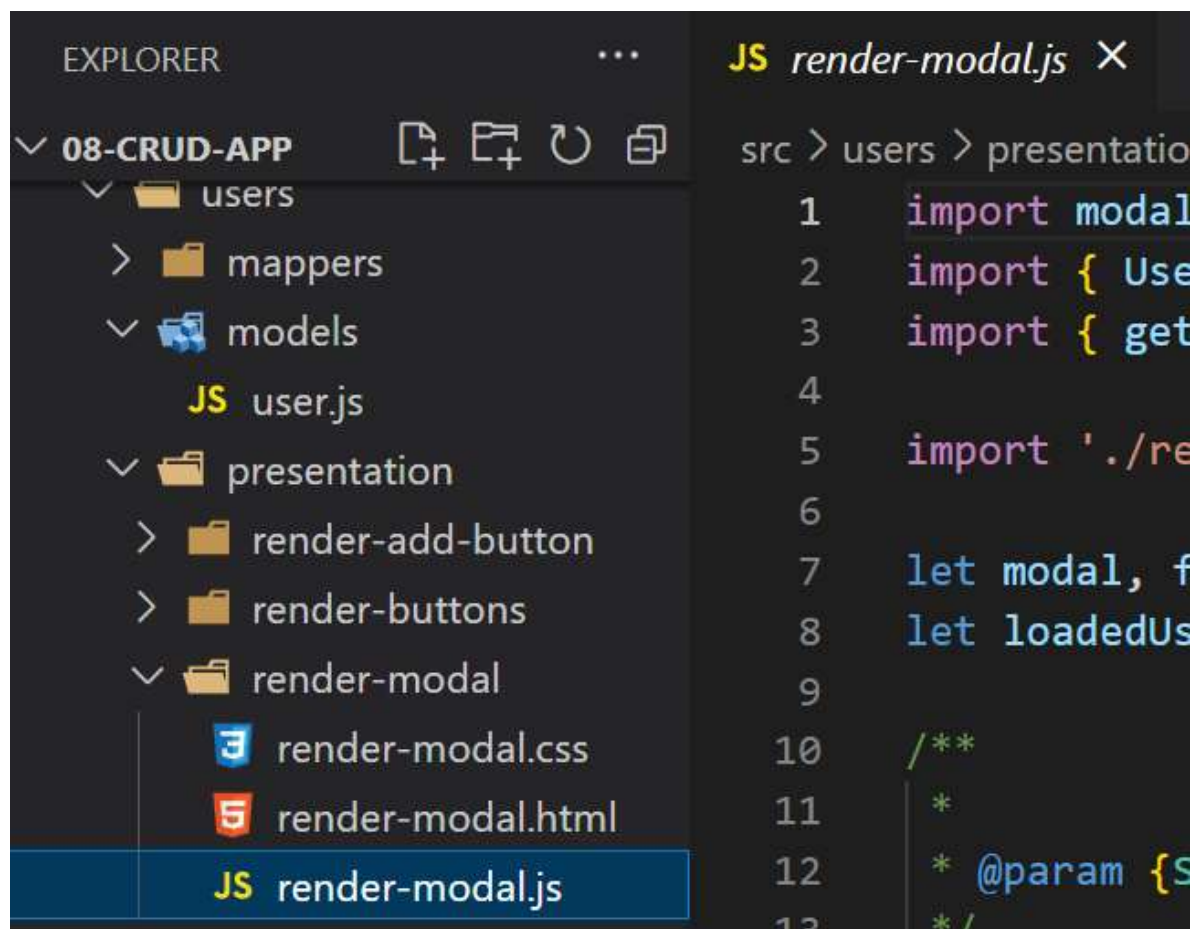 EXPLORER ...
08-CRUD-APP
users
mappers
models
JS user.js
presentation
render-add-button
render-buttons
render-modal
3 render-modal.css
5 render-modal.html
JS render-modal.js
JS render-modal.js
src > users > presentatio
1 import modal
2 import { Use
3 import { get
4
5 import './re
6
7 let modal, f
8 let loadedUs
9
10 /**
11 *
12 * @param {S
13 */